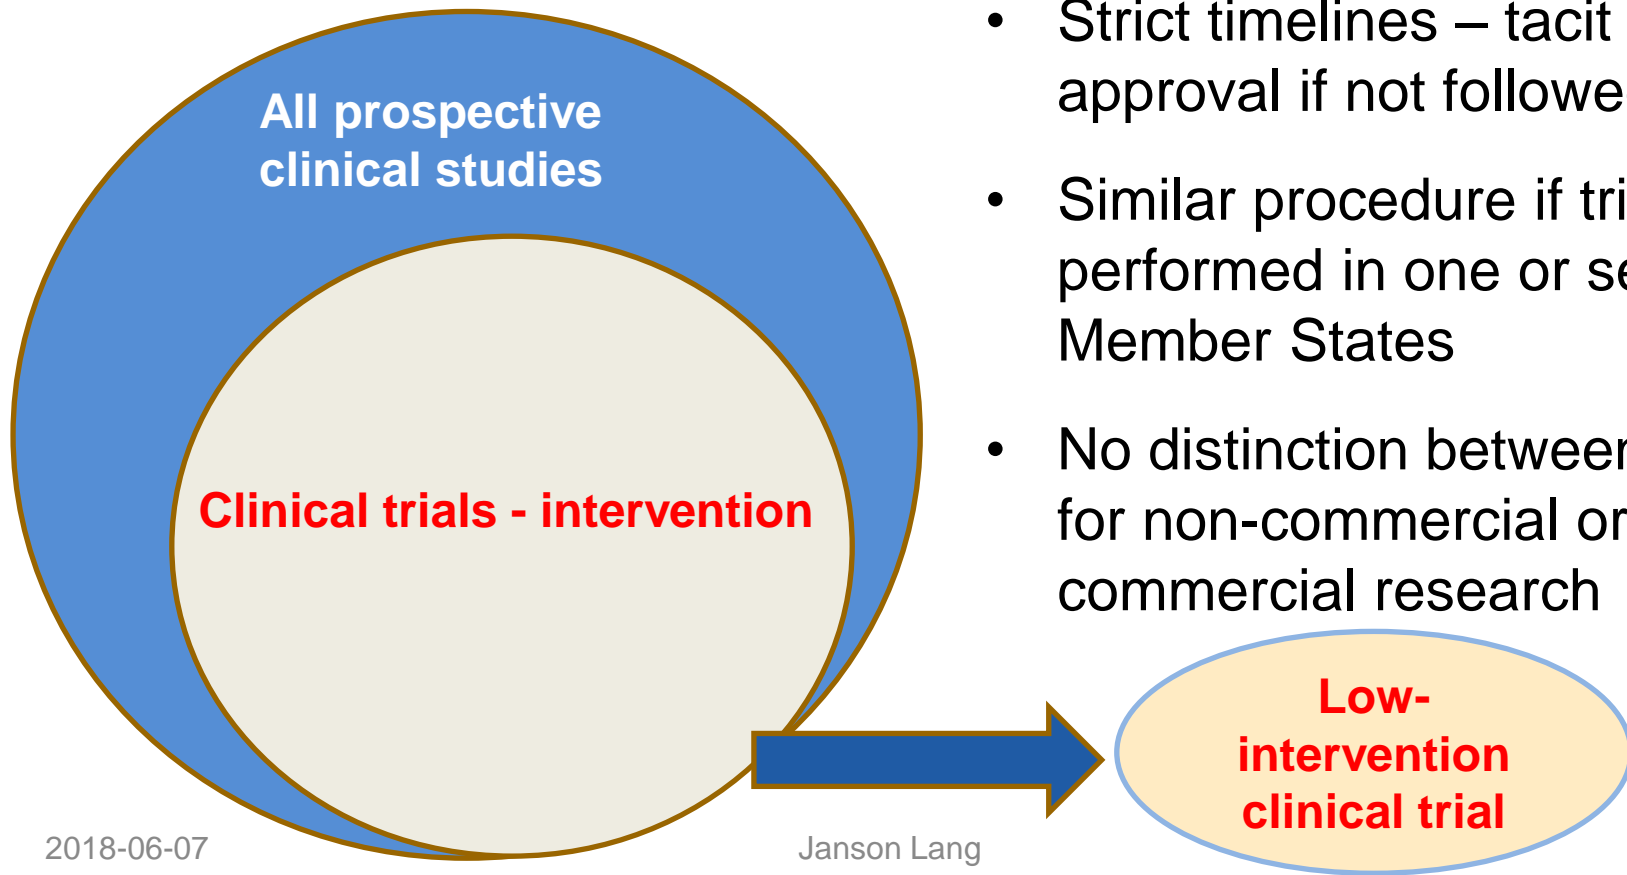 All prospective
clinical studies
Clinical trials - intervention
• Strict timelines – tacit
approval if not followe
• Similar procedure if tri
performed in one or se
Member States
• No distinction between
for non-commercial or
commercial research
Low-
intervention
clinical trial
2018-06-07
Janson Lang